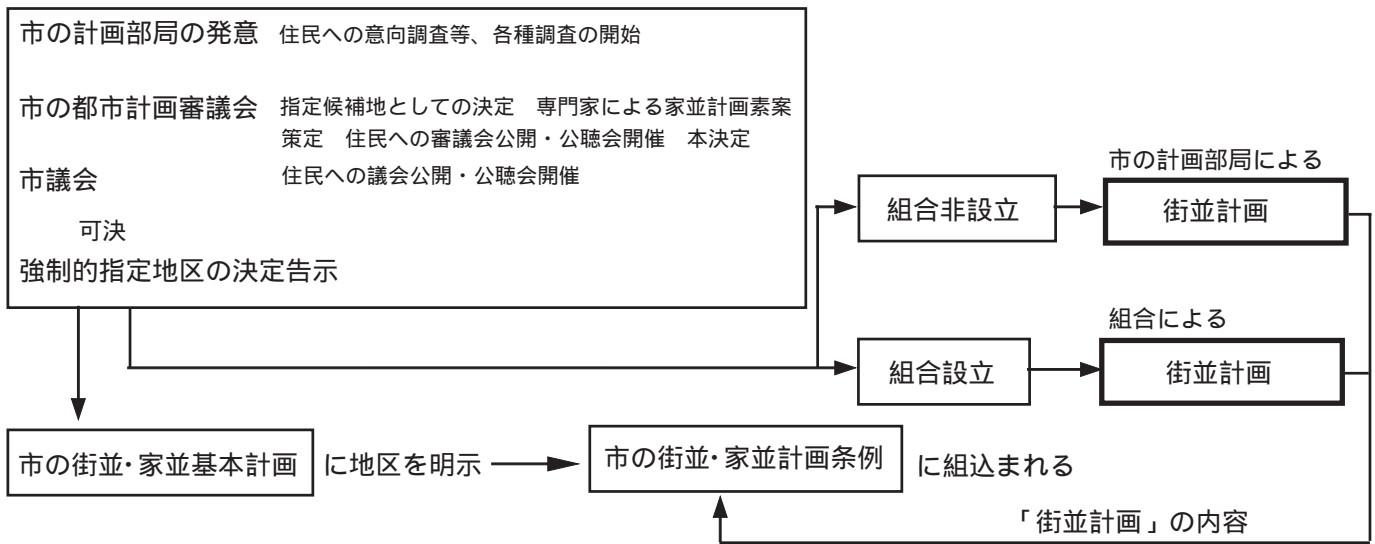 市の計画部局の発意 住民への意向調査等、各種調査の開始
市の都市計画審議会 指定候補地としての決定 専門家による家並計画素案
策定 住民への審議会公開・公聴会開催 本決定
市議会 住民への議会公開・公聴会開催
可決
強制的指定地区の決定告示
市の計画部局による
組合非設立
街並計画
組合による
組合設立
街並計画
市の街並・家並基本計画 に地区を明示
市の街並・家並計画条例 に組込まれる
「街並計画」の内容